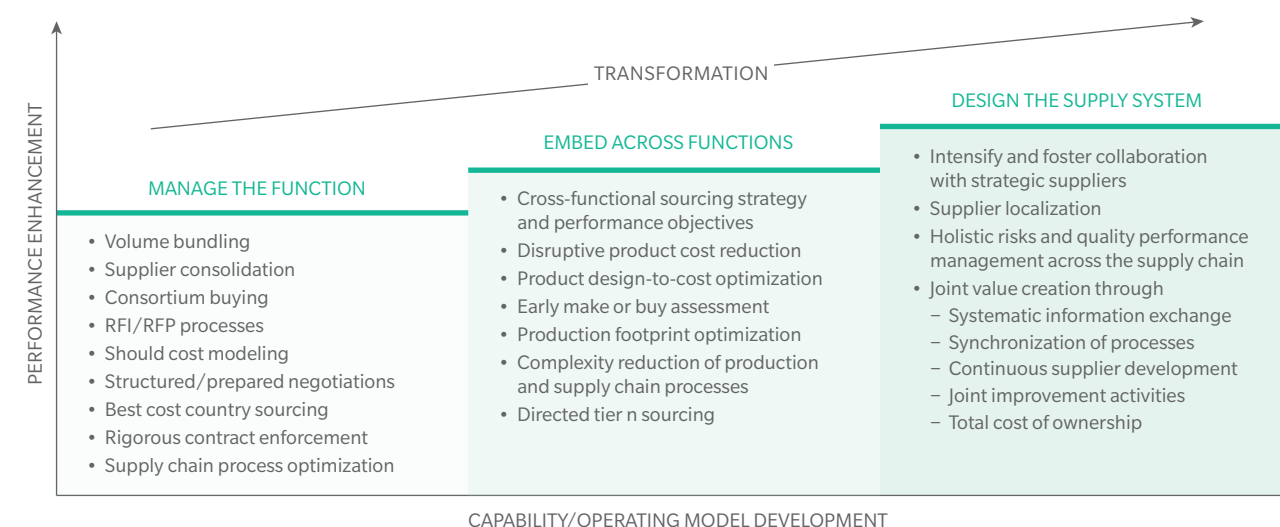 TRANSFORMATION
PERFORMANCE ENHANCEMENT
MANAGE THE FUNCTION
• Volume bundling
• Supplier consolidation
• Consortium buying
• RFI/RFP processes
• Should cost modeling
• Structured/prepared negotiations
• Best cost country sourcing
• Rigorous contract enforcement
• Supply chain process optimization
EMBED ACROSS FUNCTIONS
• Cross-functional sourcing strategy
and performance objectives
• Disruptive product cost reduction
• Product design-to-cost optimization
• Early make or buy assessment
• Production footprint optimization
• Complexity reduction of production
and supply chain processes
• Directed tier n sourcing
DESIGN THE SUPPLY SYSTEM
• Intensify and foster collaboration
with strategic suppliers
• Supplier localization
• Holistic risks and quality performance
management across the supply chain
• Joint value creation through
– Systematic information exchange
– Synchronization of processes
– Continuous supplier development
– Joint improvement activities
– Total cost of ownership
CAPABILITY/OPERATING MODEL DEVELOPMENT